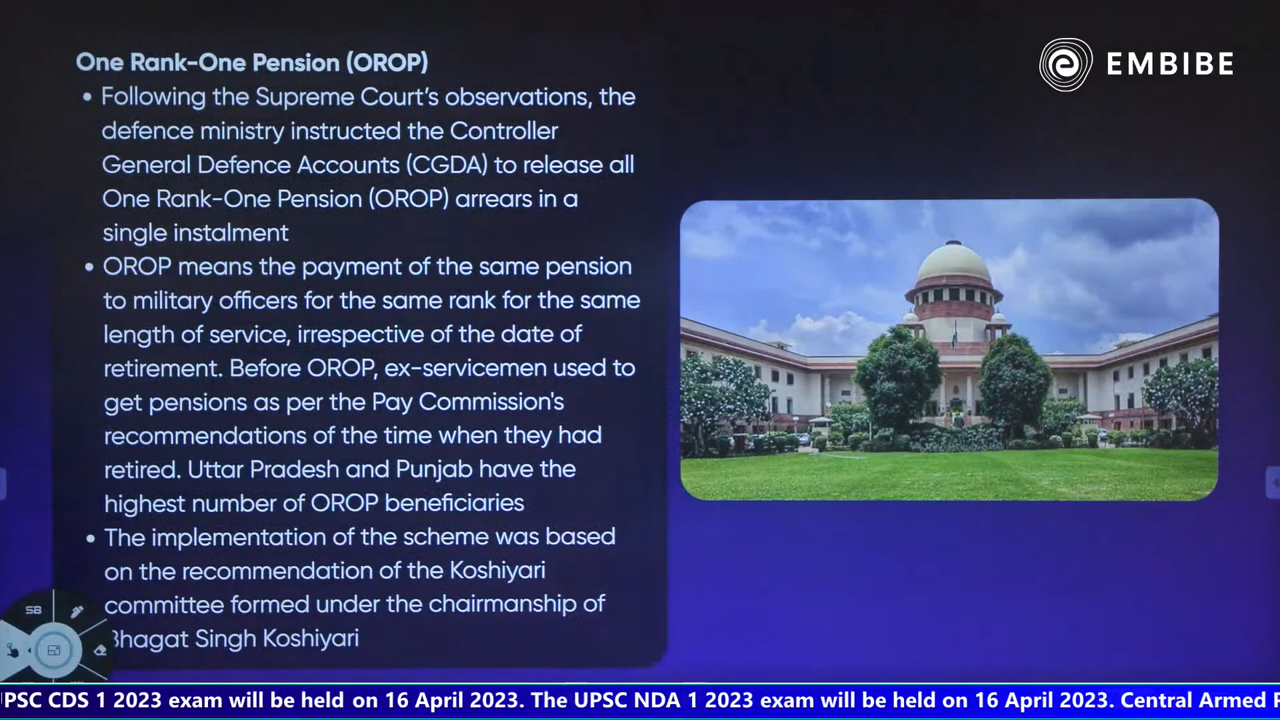 One Rank-One Pension (OROP)
EMBIBE
• Following the Supreme Court's observations, the
defence ministry instructed the Controller
General Defence Accounts (CGDA) to release all
One Rank-One Pension (OROP) arrears in a
single instalment
• OROP means the payment of the same pension
to military officers for the same rank for the same
length of service, irrespective of the date of
retirement. Before OROP, ex-servicemen used to
get pensions as per the Pay Commission's
recommendations of the time when they had
retired. Uttar Pradesh and Punjab have the
highest number of OROP beneficiaries
• The implementation of the scheme was based
on the recommendation of the Koshiyari
committee formed under the chairmanship of
Bhagat Singh Koshiyari
SB
PSC CDS 1 2023 exam will be held on 16 April 2023. The UPSC NDA 1 2023 exam will be held on 16 April 2023. Central Armed